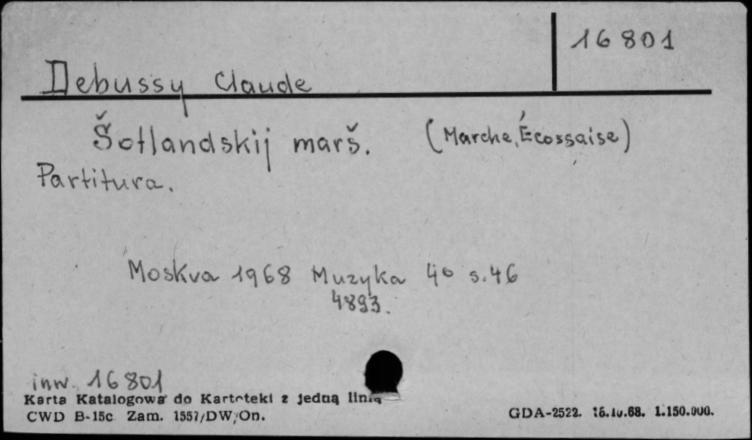 16801
Debussy Claude
Šotlandskij marš. (Marche Écossaise)
Partitura.
Moskva 1968 Muzyka 4° s.46
4893.
inw. 16801
Karta Katalogowa do Kartoteki z jedną linią
CWD B-15c Zam. 1557/DW/On.
GDA-2522. 16.10.68. 1.150.000.